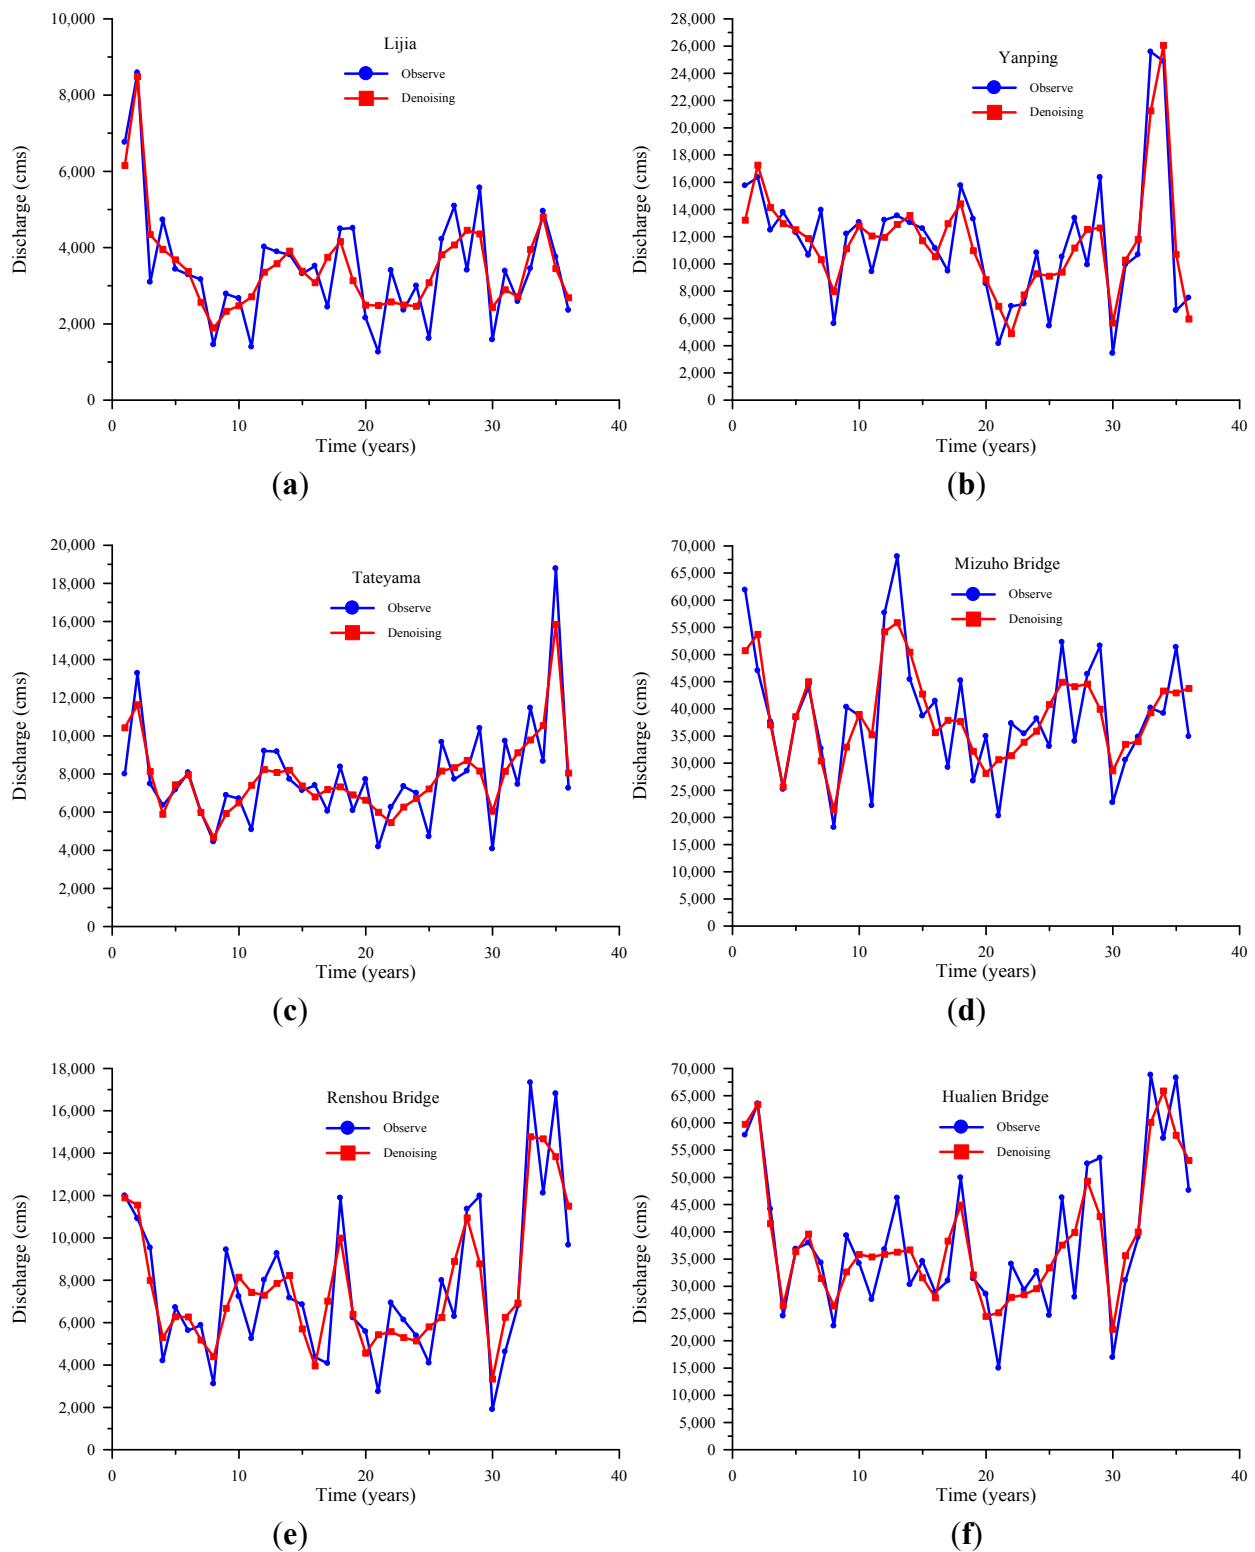 10,000
8,000
6,000
4,000
2,000
0
Discharge (cms)
Lijia
Observe
Denoising
0 10 20 30 40
Time (years)
(a)
28,000
26,000
24,000
22,000
20,000
18,000
16,000
14,000
12,000
10,000
8,000
6,000
4,000
2,000
0
Discharge (cms)
Yanping
Observe
Denoising
0 10 20 30 40
Time (years)
(b)
20,000
18,000
16,000
14,000
12,000
10,000
8,000
6,000
4,000
2,000
0
Discharge (cms)
Tateyama
Observe
Denoising
0 10 20 30 40
Time (years)
(c)
70,000
65,000
60,000
55,000
50,000
45,000
40,000
35,000
30,000
25,000
20,000
15,000
10,000
5,000
0
Discharge (cms)
Mizuho Bridge
Observe
Denoising
0 10 20 30 40
Time (years)
(d)
18,000
16,000
14,000
12,000
10,000
8,000
6,000
4,000
2,000
0
Discharge (cms)
Renshou Bridge
Observe
Denoising
0 10 20 30 40
Time (years)
(e)
70,000
65,000
60,000
55,000
50,000
45,000
40,000
35,000
30,000
25,000
20,000
15,000
10,000
5,000
0
Discharge (cms)
Hualien Bridge
Observe
Denoising
0 10 20 30 40
Time (years)
(f)